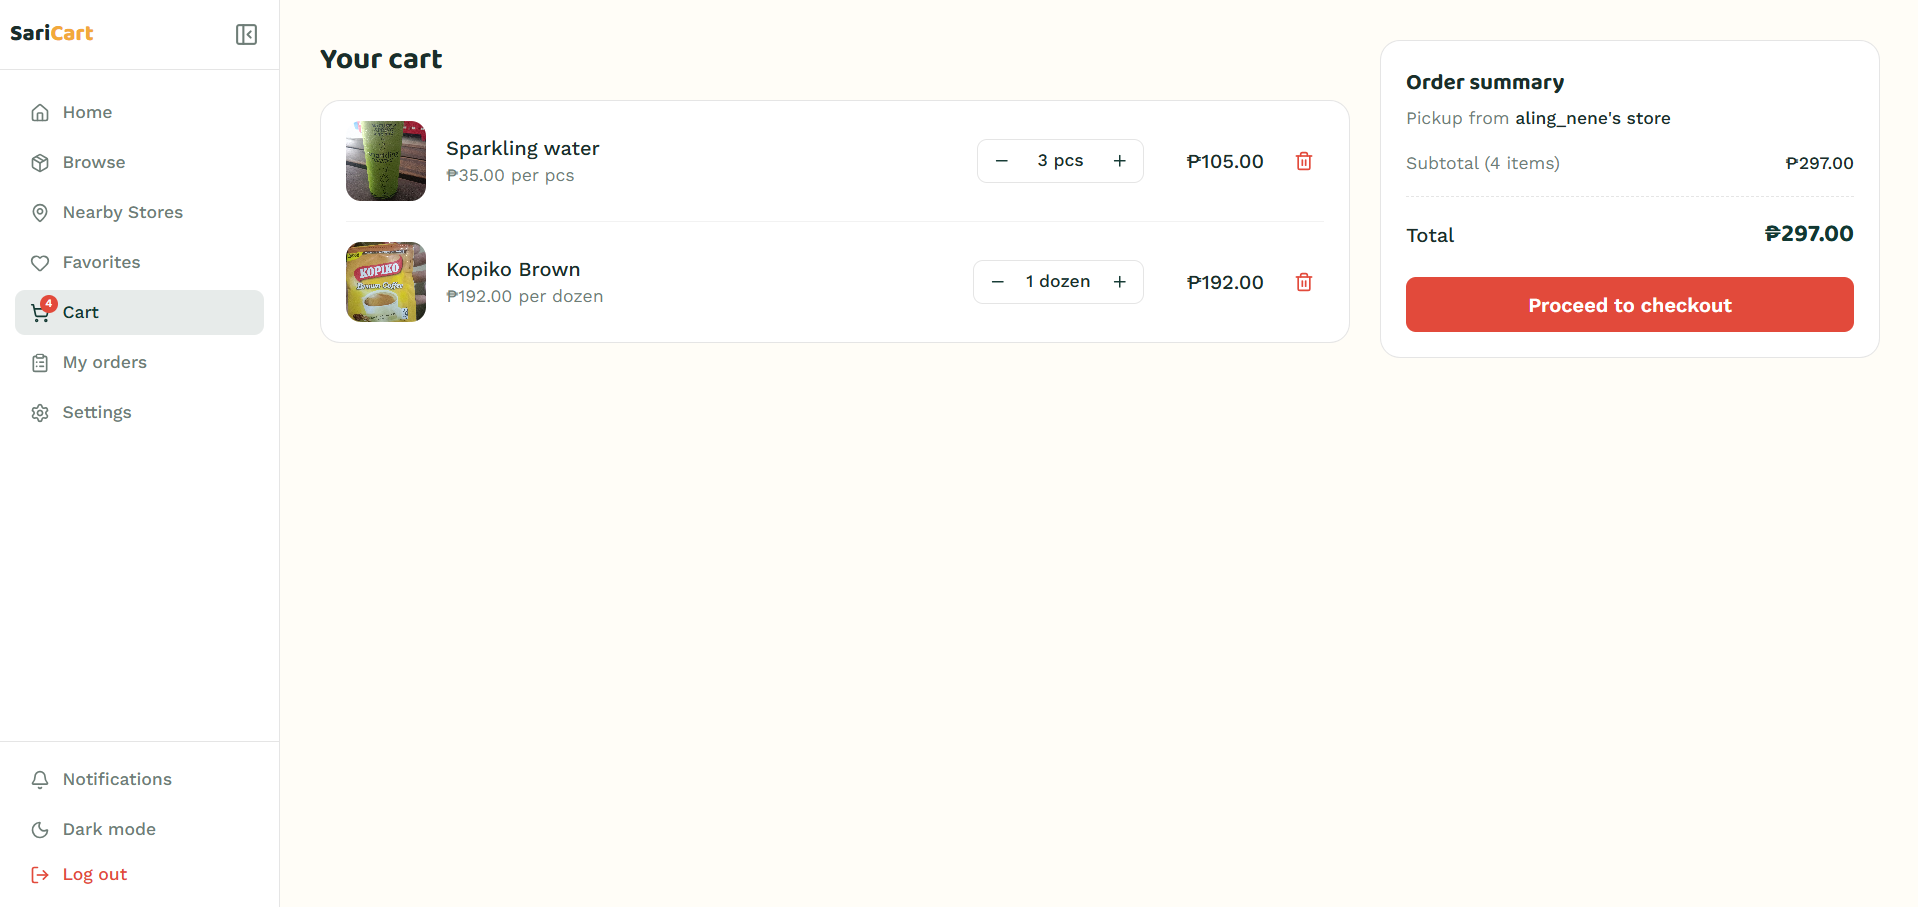 SariCart
Home
Browse
Nearby Stores
Favorites
4
Cart
My orders
Settings
Notifications
Dark mode
Log out
Your cart
Sparkling water
₱35.00 per pcs
− 3 pcs +
₱105.00
KOPIKO
Kopiko Brown
₱192.00 per dozen
− 1 dozen +
₱192.00
Order summary
Pickup from aling_nene's store
Subtotal (4 items) ₱297.00
Total ₱297.00
Proceed to checkout